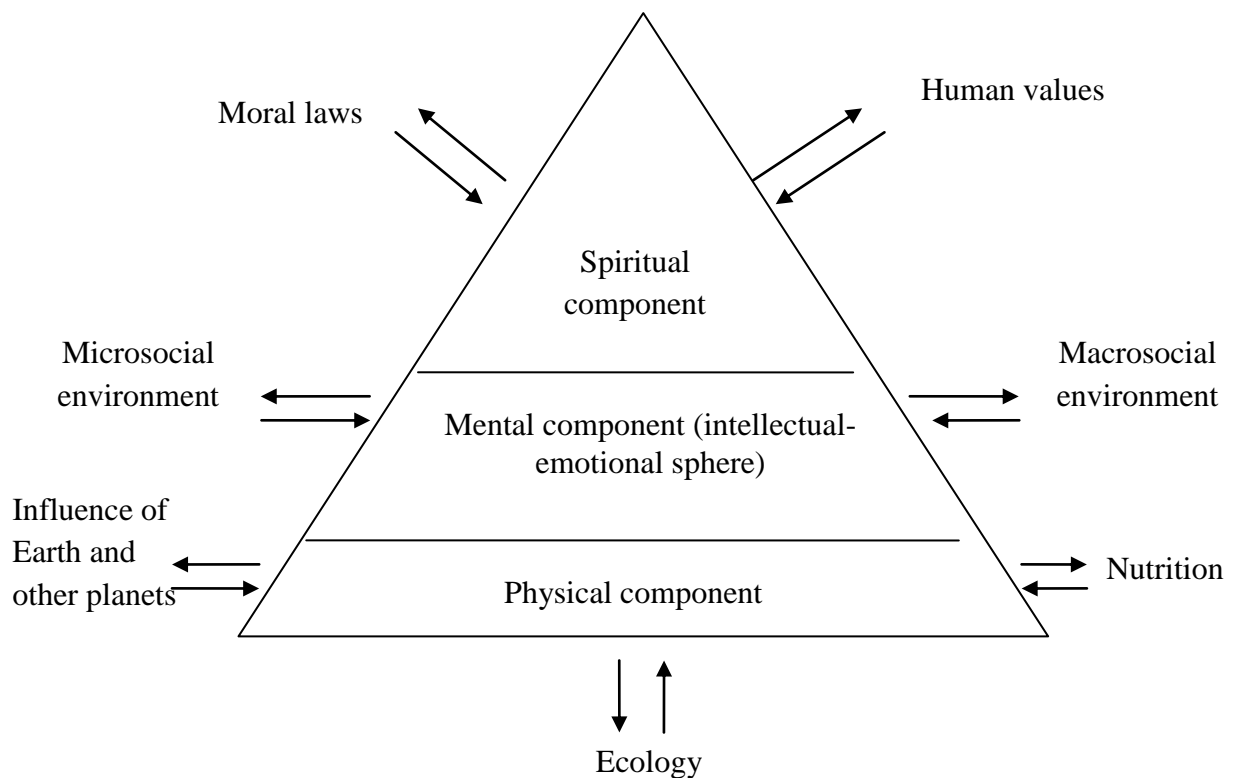 Moral laws
Human values
Spiritual
component
Microsocial
environment
Macrosocial
environment
Mental component (intellectual-
emotional sphere)
Influence of
Earth and
other planets
Physical component
Nutrition
Ecology